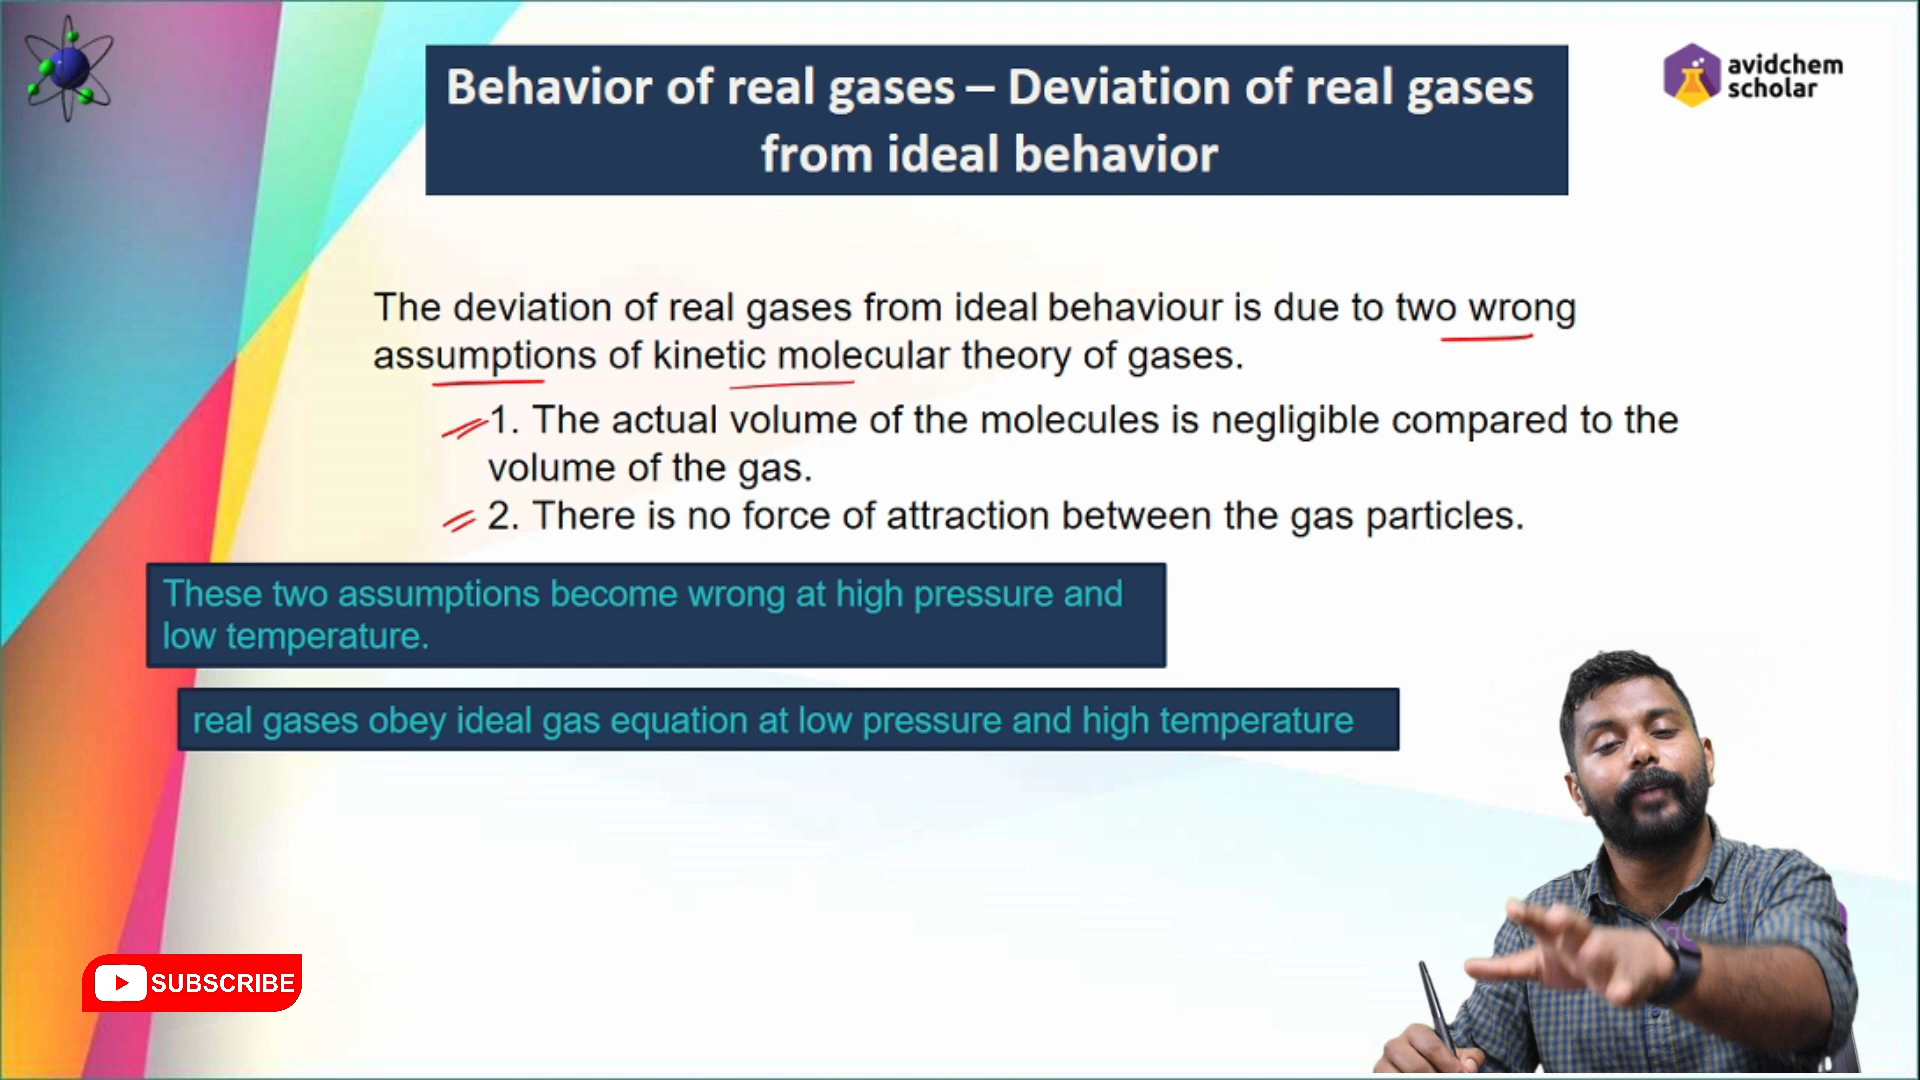 Behavior of real gases – Deviation of real gases
from ideal behavior
avidchem
scholar
The deviation of real gases from ideal behaviour is due to two wrong
assumptions of kinetic molecular theory of gases.
1. The actual volume of the molecules is negligible compared to the
volume of the gas.
2. There is no force of attraction between the gas particles.
These two assumptions become wrong at high pressure and
low temperature.
real gases obey ideal gas equation at low pressure and high temperature
SUBSCRIBE